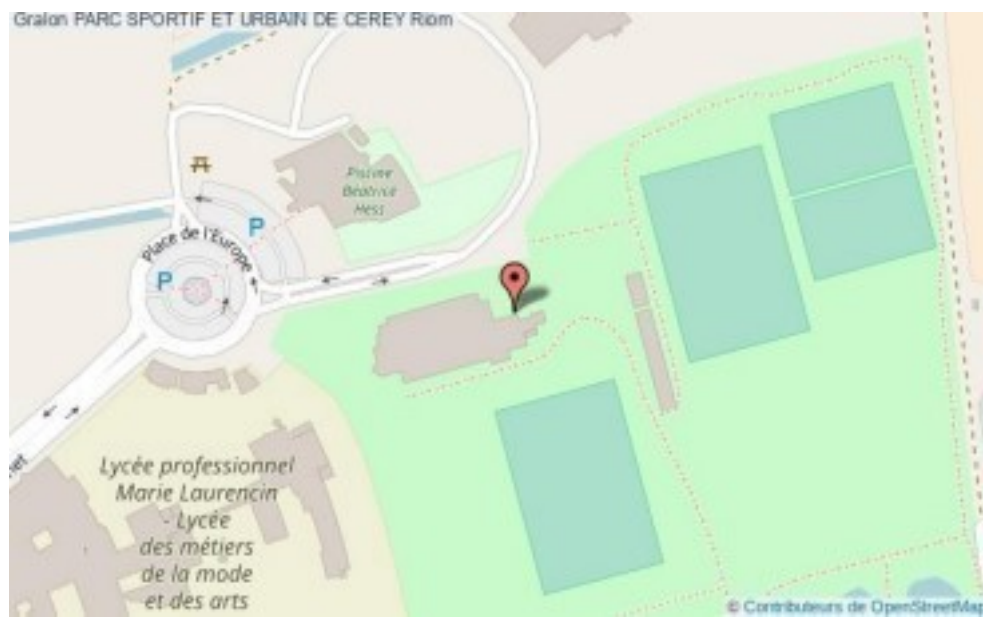 Gralon PARC SPORTIF ET URBAIN DE CEREY Riom
Piscine
Béatrice
Hess
P
Place de l'Europe
P
Lycée professionnel
Marie Laurencin
- Lycée
des métiers
de la mode
et des arts
© Contributeurs de OpenStreetMap